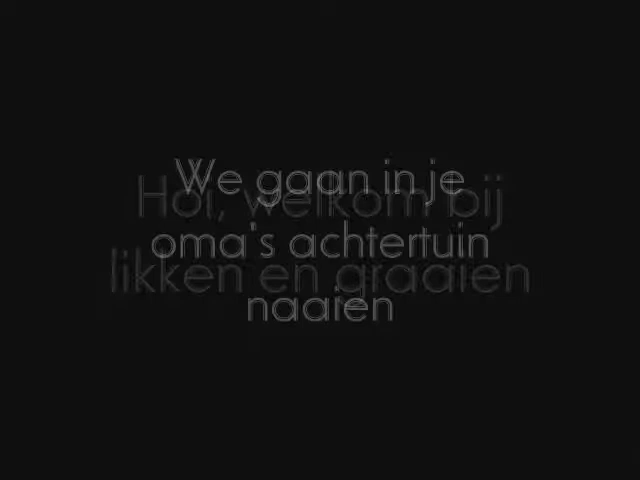 We gaan in je
oma's achtertuin
naaien
Hoi, welkom bij
likken en graaien